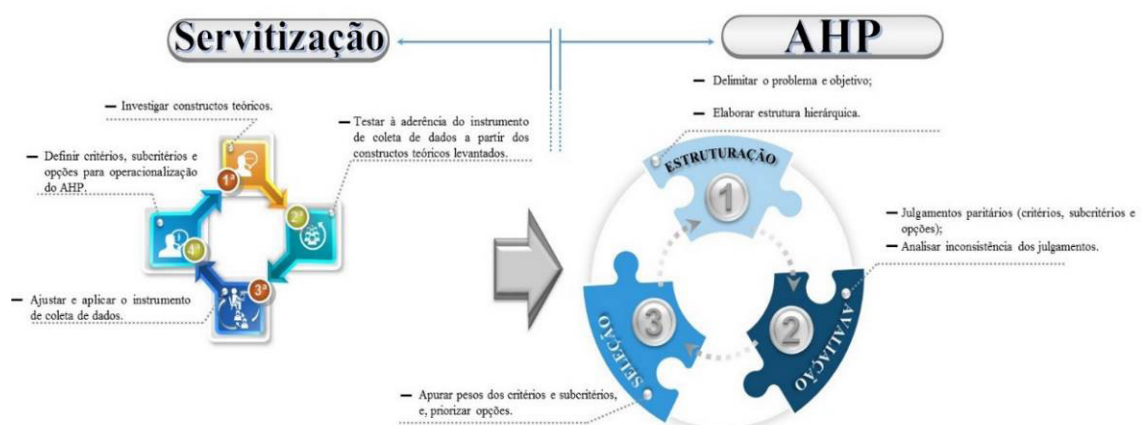 Servitização
AHP
— Investigar constructos teóricos.
— Testar à aderência do instrumento
de coleta de dados a partir dos
constructos teóricos levantados.
— Definir critérios, subcritérios e
opções para operacionalização
do AHP.
1ª
2ª
3ª
4ª
— Ajustar e aplicar o instrumento
de coleta de dados.
— Delimitar o problema e objetivo;
— Elaborar estrutura hierárquica.
ESTRUTURAÇÃO
1
— Julgamentos paritários (critérios, subcritérios e
opções);
— Analisar inconsistência dos julgamentos.
2
AVALIAÇÃO
3
SELEÇÃO
— Apurar pesos dos critérios e subcritérios,
e, priorizar opções.